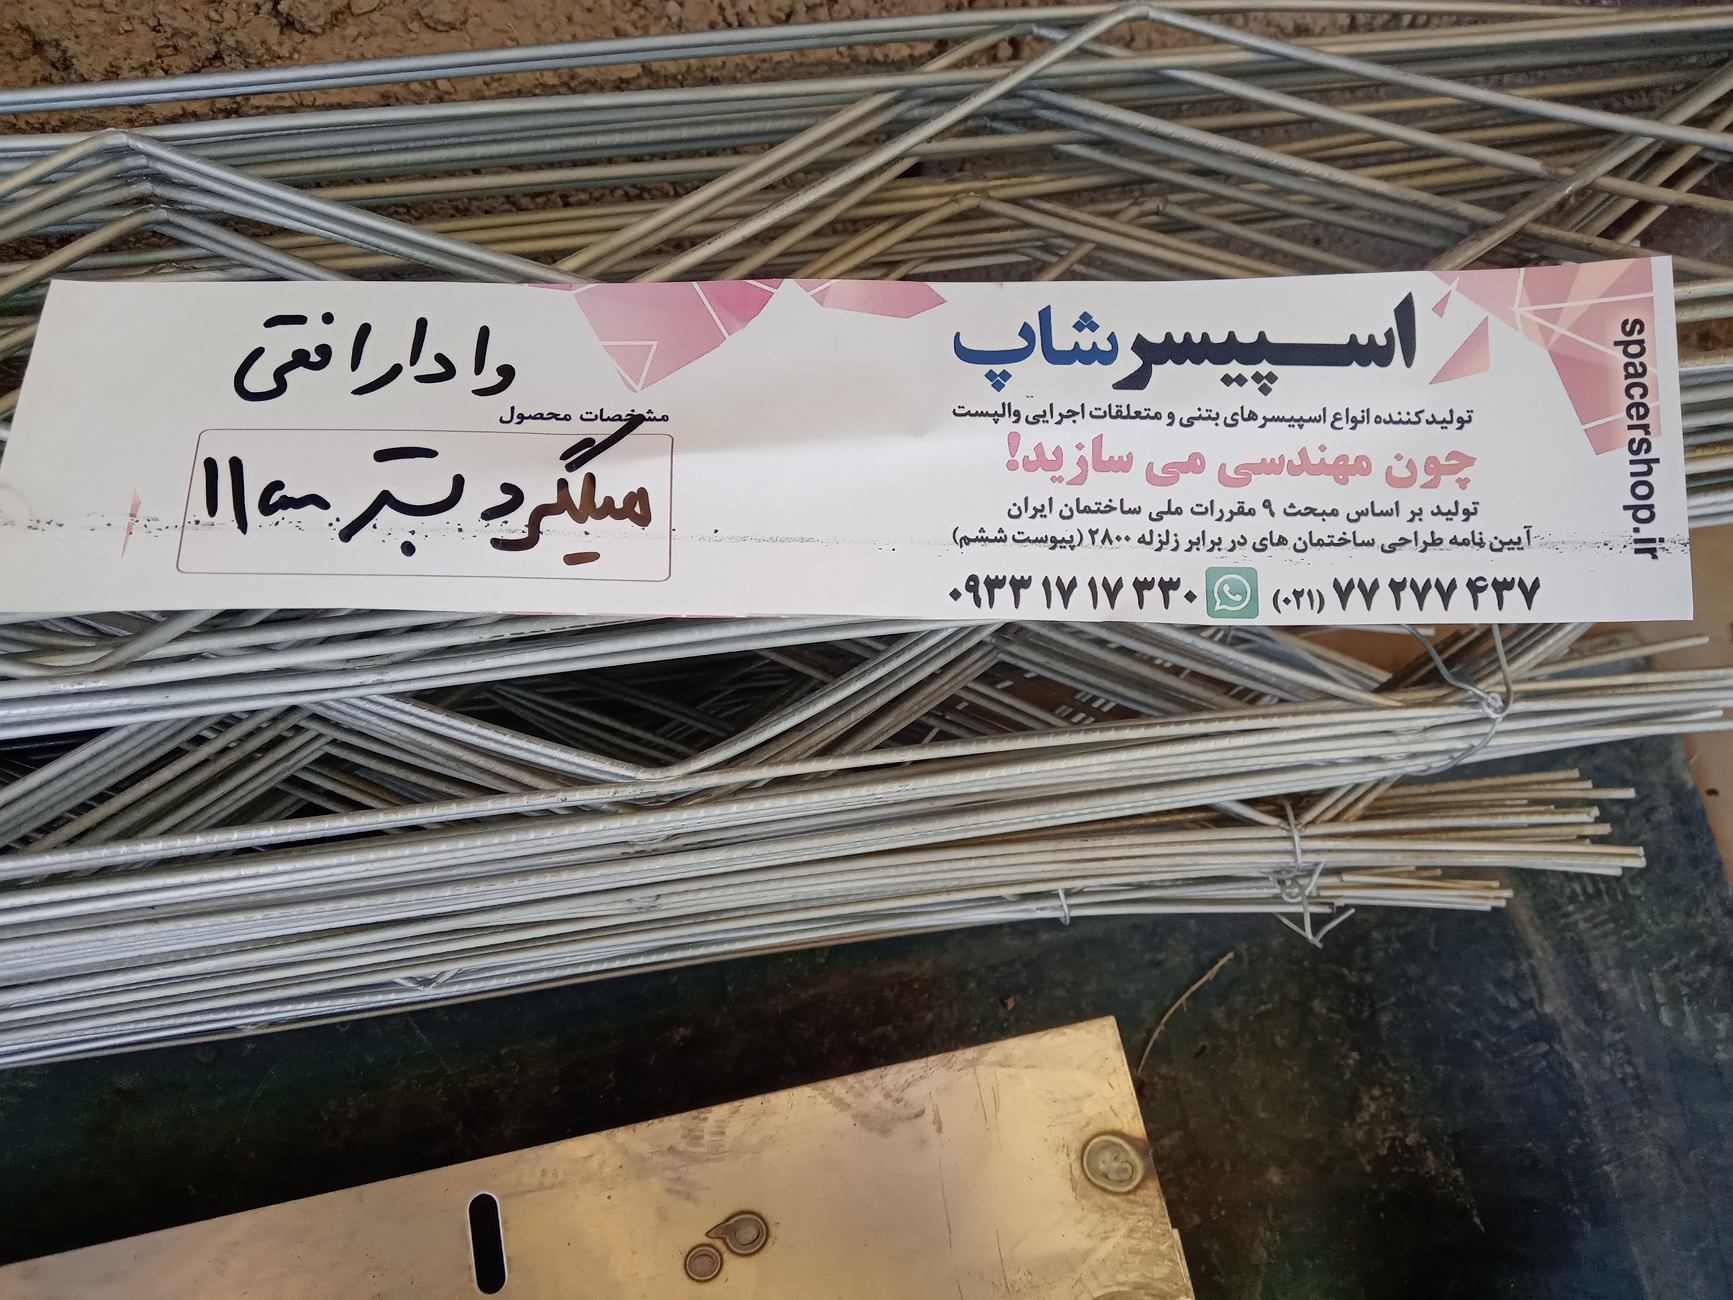 اسپیسرشاپ
تولیدکننده انواع اسپیسرهای بتنی و متعلقات اجرایی والپست
چون مهندسی می سازید!
تولید بر اساس مبحث ۹ مقررات ملی ساختمان ایران
آیین نامه طراحی ساختمان های در برابر زلزله ۲۸۰۰ (پیوست ششم)
۷۷ ۲۷۷ ۴۳۷ (۰۲۱)
۰۹۳۳ ۱۷ ۱۷ ۳۳۰
spacershop.ir
وادار افقی
مشخصات محصول
میلگرد بستر ۱۱cm